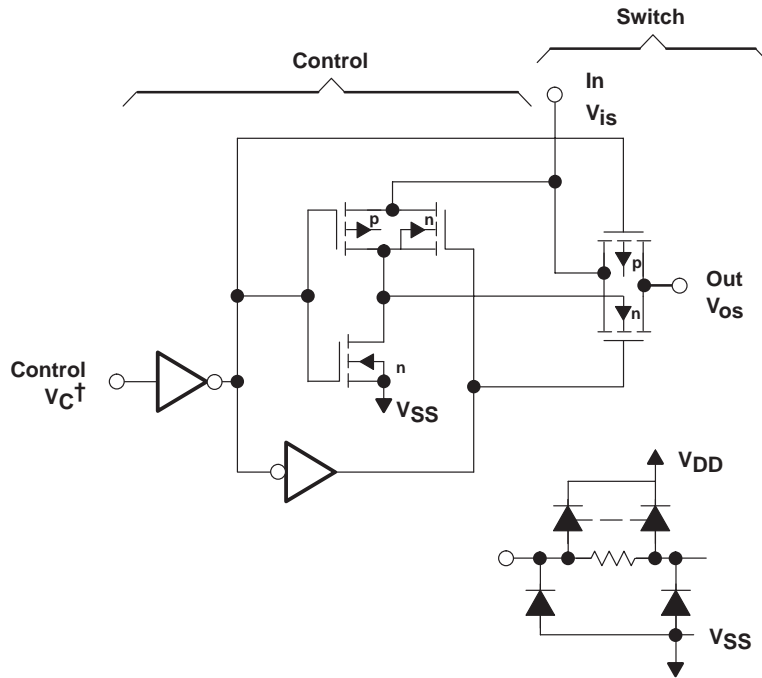 Switch
Control
In
Vis
p
n
p
Out
Vos
n
n
Control
VC†
VSS
VDD
VSS